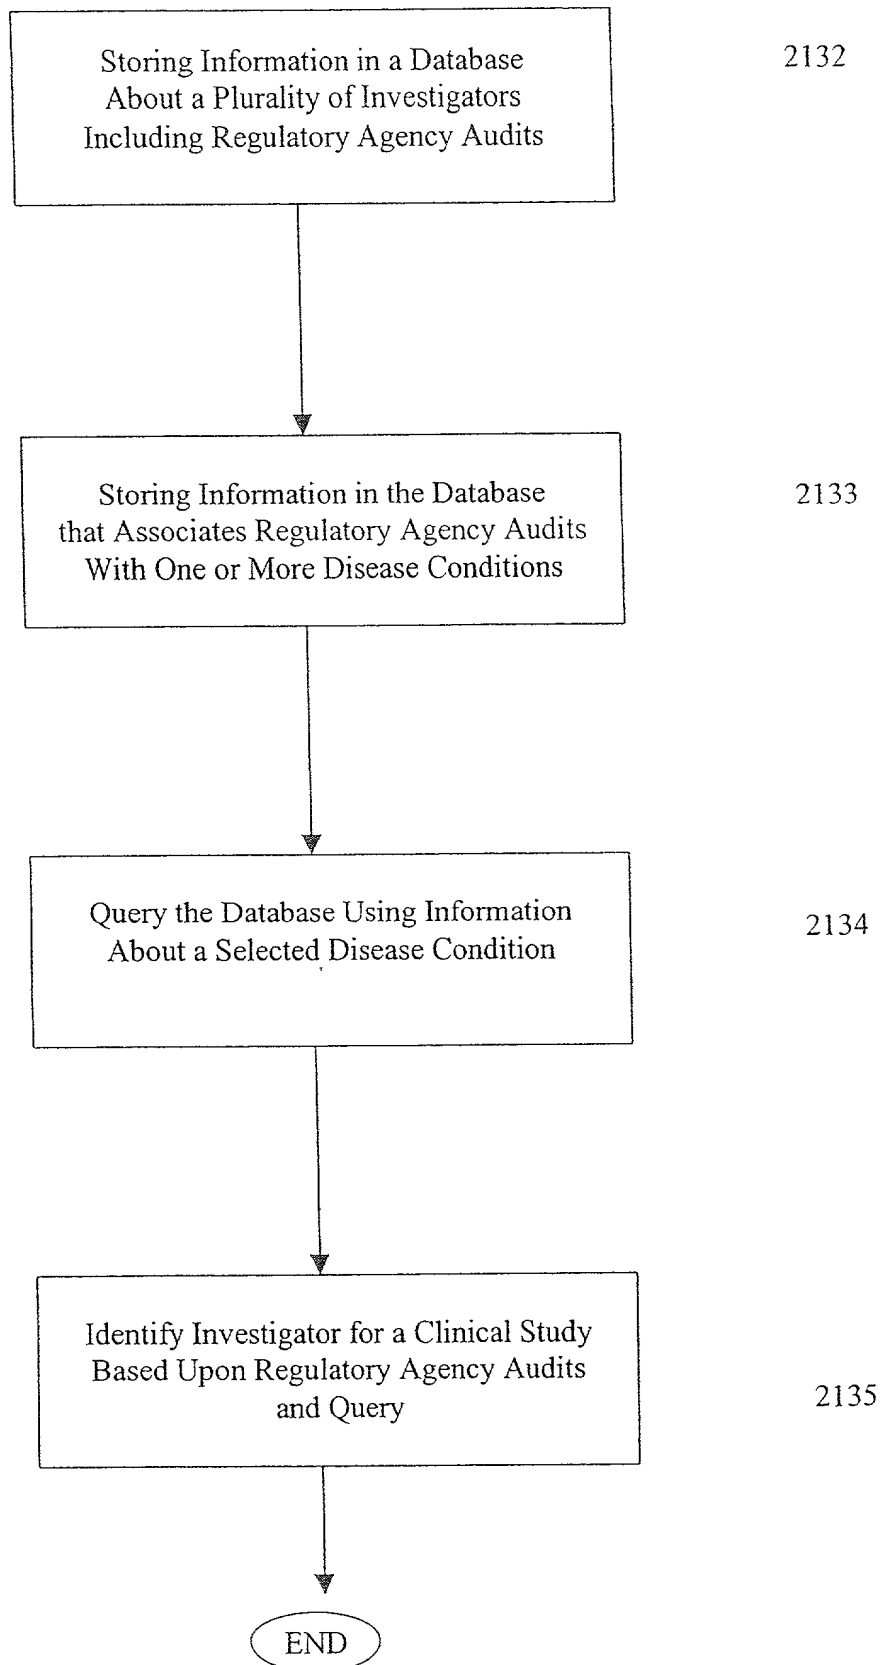 Storing Information in a Database
About a Plurality of Investigators
Including Regulatory Agency Audits
2132
Storing Information in the Database
that Associates Regulatory Agency Audits
With One or More Disease Conditions
2133
Query the Database Using Information
About a Selected Disease Condition
2134
Identify Investigator for a Clinical Study
Based Upon Regulatory Agency Audits
and Query
2135
END